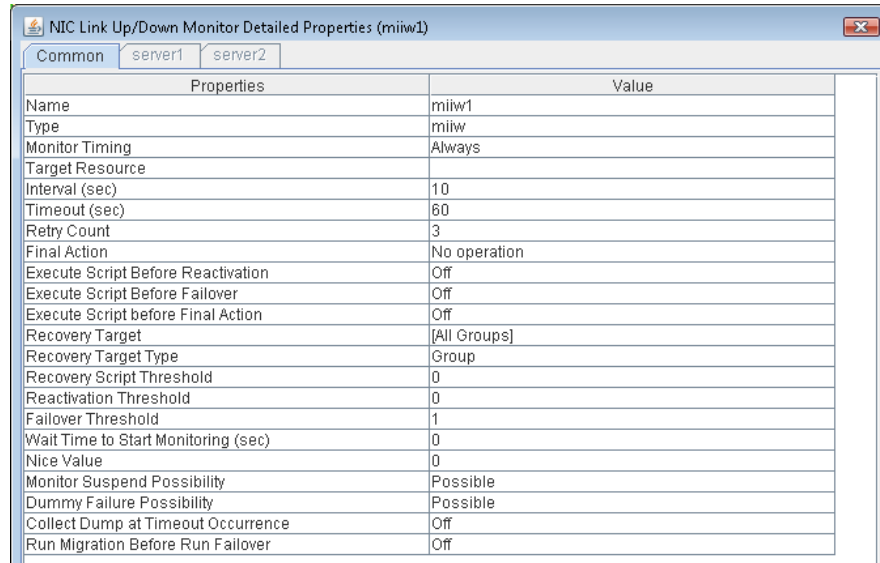 NIC Link Up/Down Monitor Detailed Properties (miiw1)
Common server1 server2
Properties Value
Name miiw1
Type miiw
Monitor Timing Always
Target Resource
Interval (sec) 10
Timeout (sec) 60
Retry Count 3
Final Action No operation
Execute Script Before Reactivation Off
Execute Script Before Failover Off
Execute Script before Final Action Off
Recovery Target [All Groups]
Recovery Target Type Group
Recovery Script Threshold 0
Reactivation Threshold 0
Failover Threshold 1
Wait Time to Start Monitoring (sec) 0
Nice Value 0
Monitor Suspend Possibility Possible
Dummy Failure Possibility Possible
Collect Dump at Timeout Occurrence Off
Run Migration Before Run Failover Off